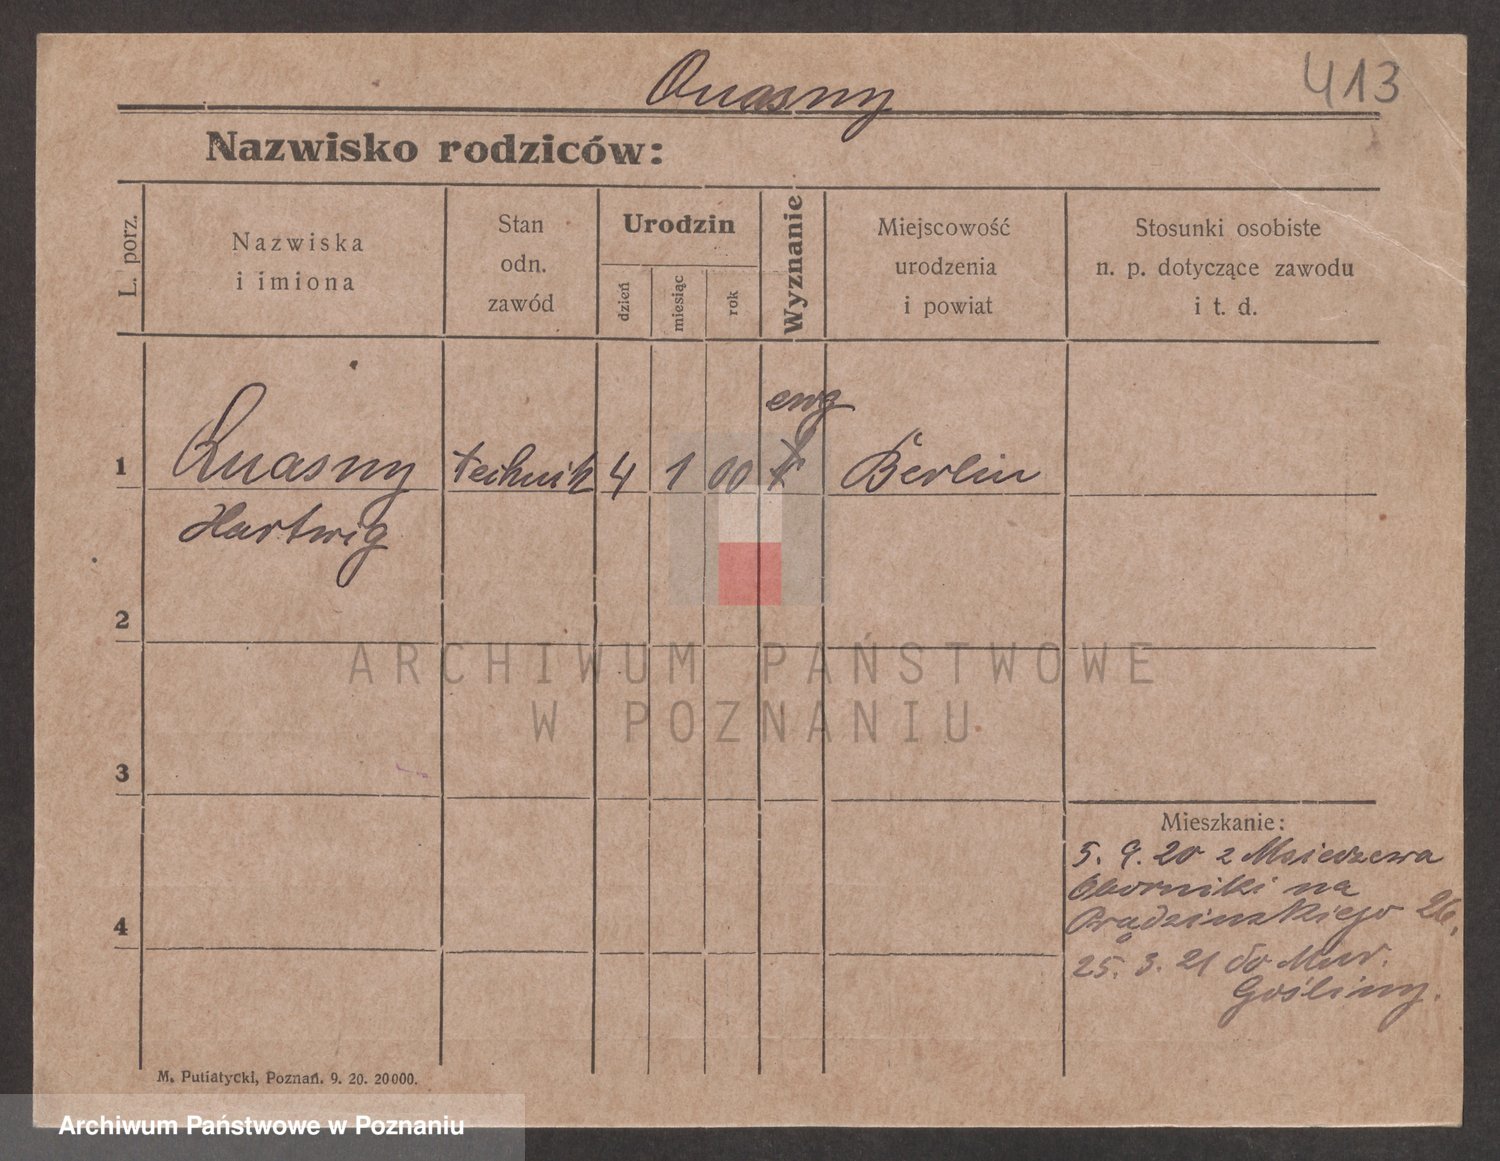 Quasny
413
Nazwisko rodziców:
L. porz.
Nazwiska
i imiona
Stan
odn.
zawód
Urodzin
dzień
miesiąc
rok
Wyznanie
Miejscowość
urodzenia
i powiat
Stosunki osobiste
n. p. dotyczące zawodu
i t. d.
ewg
1 Quasny technik 4 1 00 Berlin
Hartwig
2
ARCHIWUM PAŃSTWOWE
W POZNANIU
3
Mieszkanie:
5. 9. 20 z
Oborniki na
4
Prądzinskiego 26,
25. 3. 21 do Mur.
Gośliny.
M. Putiatycki, Poznań. 9. 20. 20000.
Archiwum Państwowe w Poznaniu